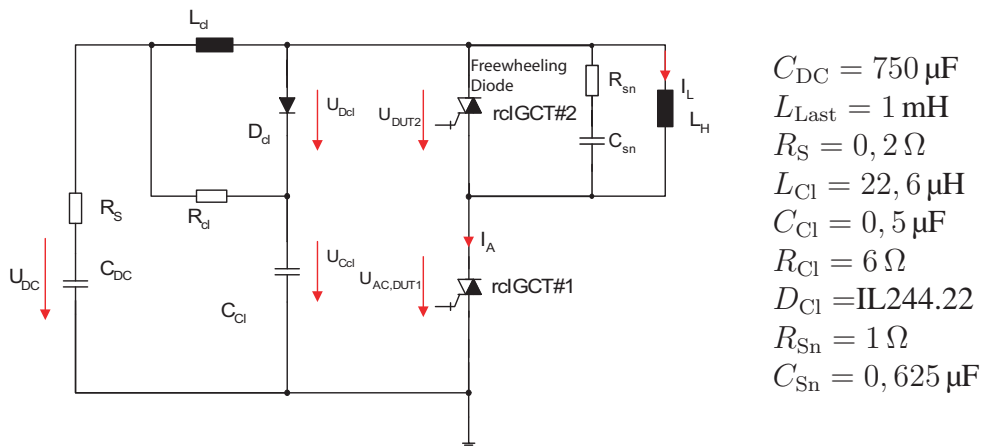 L_cl
Freewheeling
Diode
R_sn
I_L
U_Dcl
U_DUT2
rcIGCT#2
L_H
D_cl
C_sn
R_S
R_cl
I_A
U_DC
C_DC
U_Ccl
U_AC,DUT1
rcIGCT#1
C_Cl
C_DC = 750 µF
L_Last = 1 mH
R_S = 0, 2 Ω
L_Cl = 22, 6 µH
C_Cl = 0, 5 µF
R_Cl = 6 Ω
D_Cl =IL244.22
R_Sn = 1 Ω
C_Sn = 0, 625 µF